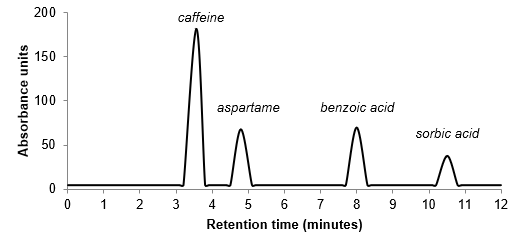 200
caffeine
150
100
aspartame
benzoic acid
sorbic acid
50
0
Absorbance units
0 1 2 3 4 5 6 7 8 9 10 11 12
Retention time (minutes)